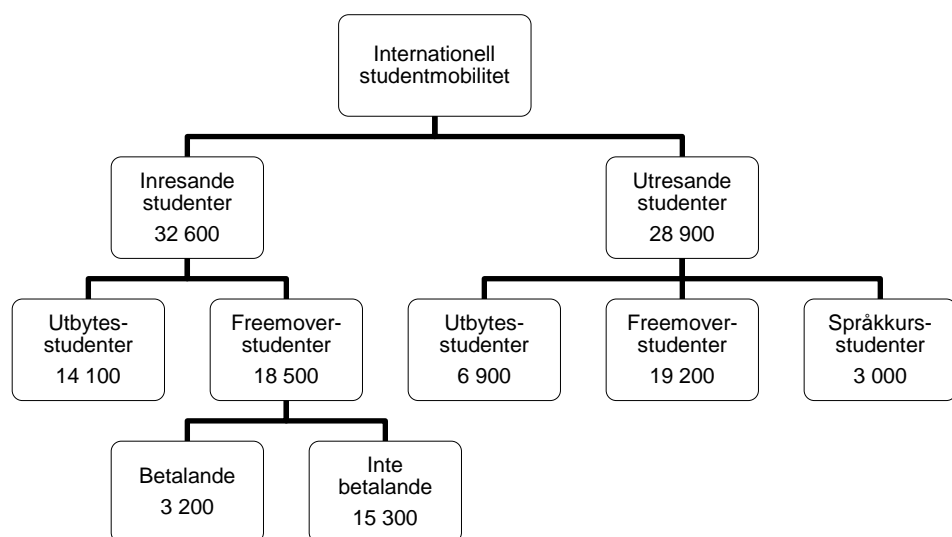 Internationell
studentmobilitet
Inresande
studenter
32 600
Utresande
studenter
28 900
Utbytes-
studenter
14 100
Freemover-
studenter
18 500
Utbytes-
studenter
6 900
Freemover-
studenter
19 200
Språkkurs-
studenter
3 000
Betalande
3 200
Inte
betalande
15 300